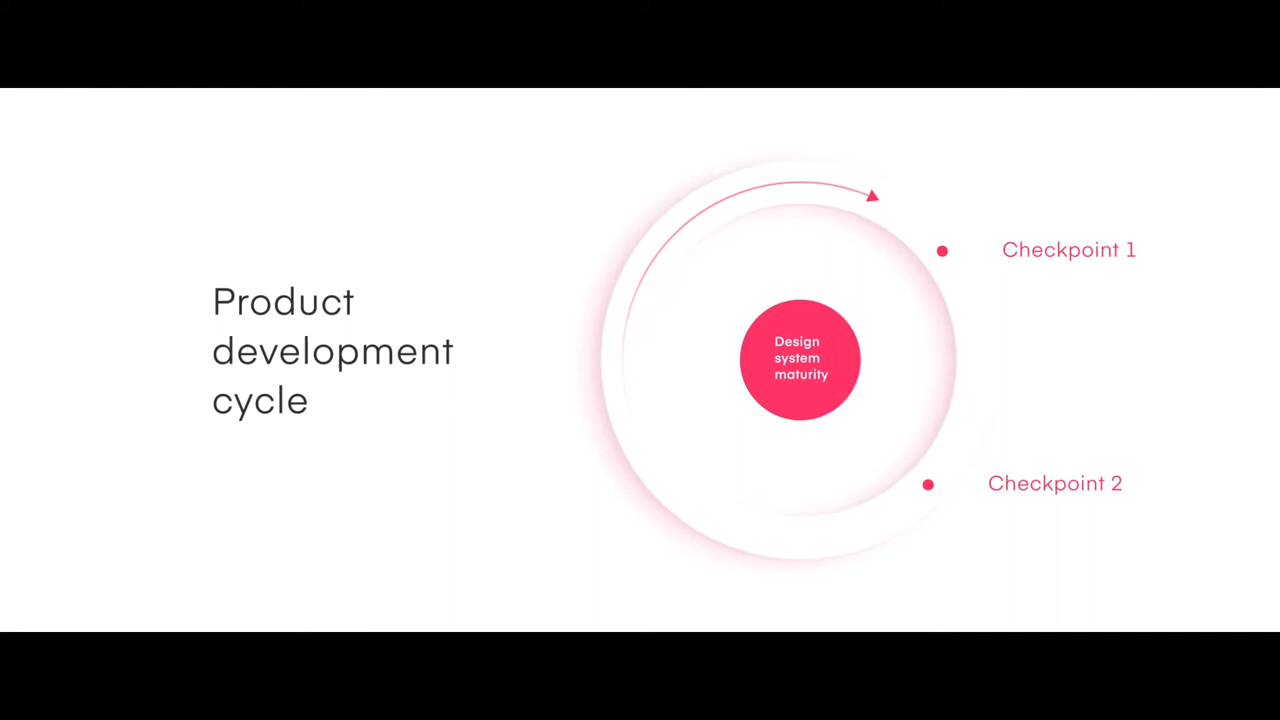 Product
development
cycle
Design
system
maturity
Checkpoint 1
Checkpoint 2